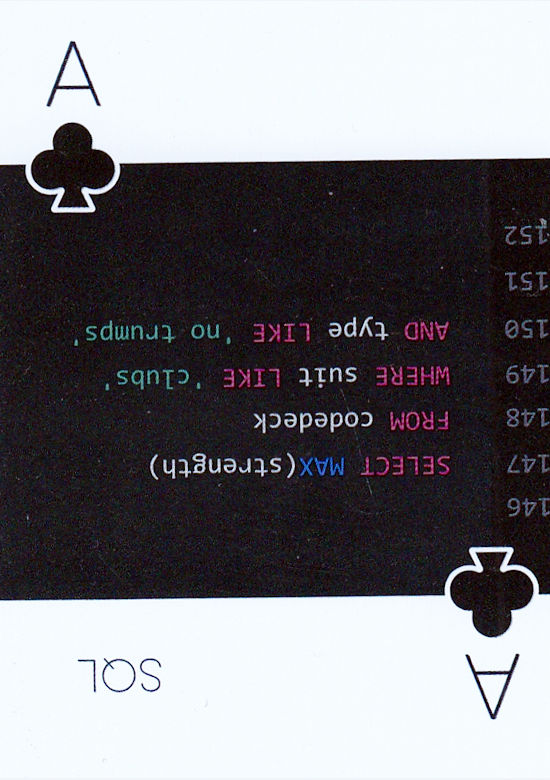 A SQL
146
147 SELECT MAX(strength)
148 FROM codedeck
149 WHERE suit LIKE 'clubs'
150 AND type LIKE 'no trumps'
151
152
A